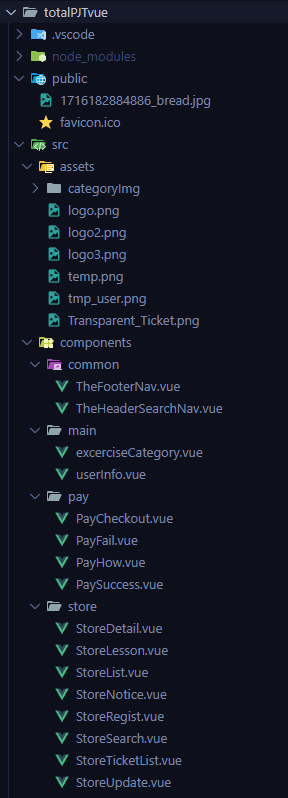 totalPJTvue
.vscode
node_modules
public
1716182884886_bread.jpg
favicon.ico
src
assets
categoryImg
logo.png
logo2.png
logo3.png
temp.png
tmp_user.png
Transparent_Ticket.png
components
common
TheFooterNav.vue
TheHeaderSearchNav.vue
main
excerciseCategory.vue
userInfo.vue
pay
PayCheckout.vue
PayFail.vue
PayHow.vue
PaySuccess.vue
store
StoreDetail.vue
StoreLesson.vue
StoreList.vue
StoreNotice.vue
StoreRegist.vue
StoreSearch.vue
StoreTicketList.vue
StoreUpdate.vue